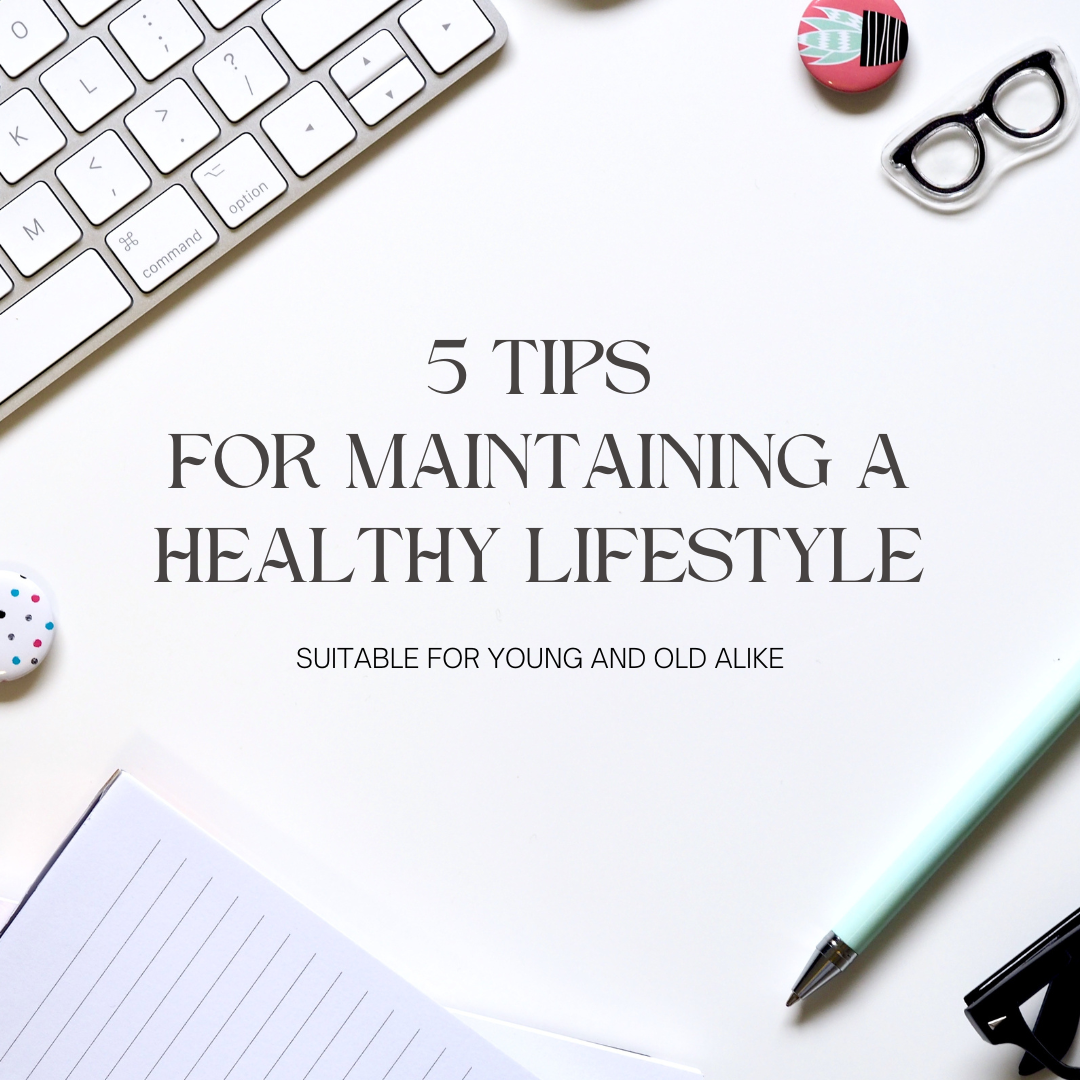 O
L
:
;
?
/
K
>
.
<
,
M
⌘
command
⌥
option
▲
▼
◄
►
5 TIPS
FOR MAINTAINING A
HEALTHY LIFESTYLE
SUITABLE FOR YOUNG AND OLD ALIKE